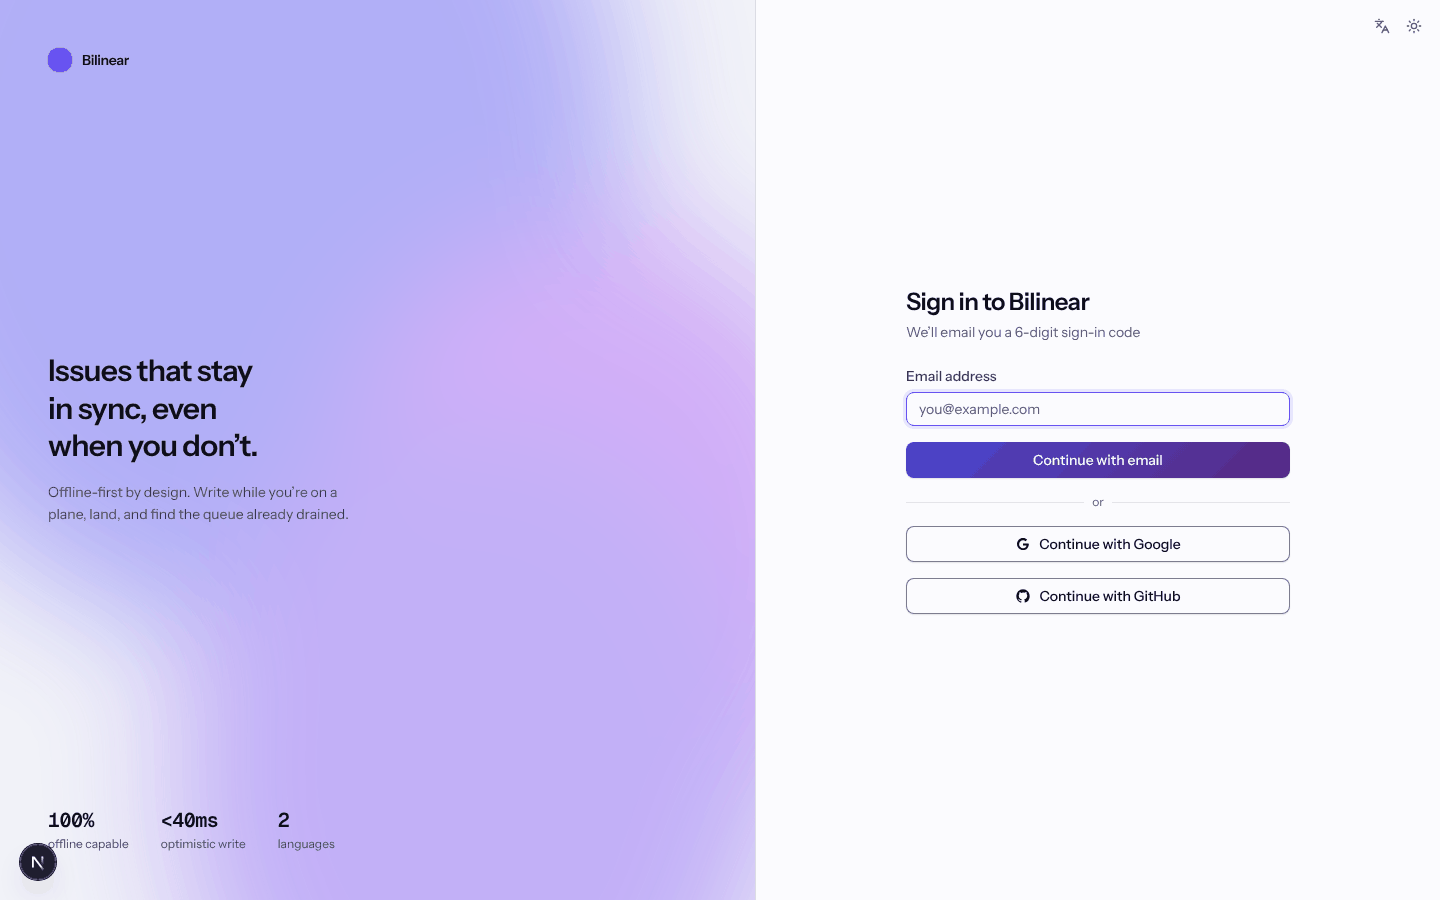 Bilinear
Issues that stay
in sync, even
when you don’t.
Offline-first by design. Write while you’re on a
plane, land, and find the queue already drained.
100%
offline capable
<40ms
optimistic write
2
languages
N
Sign in to Bilinear
We’ll email you a 6-digit sign-in code
Email address
you@example.com
Continue with email
or
Continue with Google
Continue with GitHub